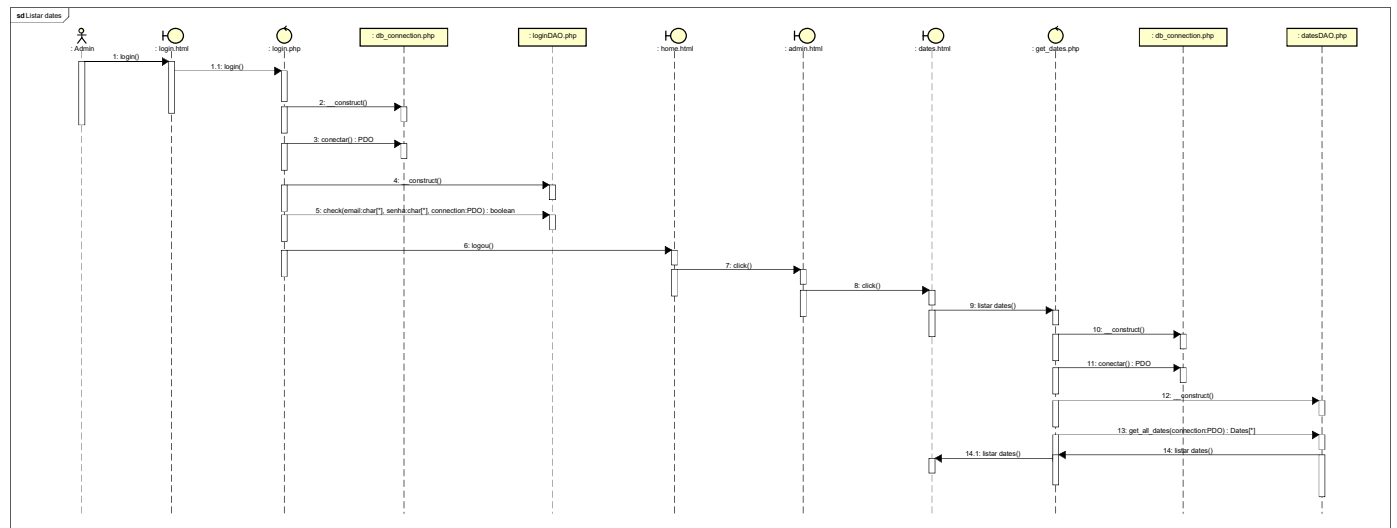 sd Listar dates
: Admin
: login.html
: login.php
: db_connection.php
: loginDAO.php
: home.html
: admin.html
: dates.html
: get_dates.php
: db_connection.php
: datesDAO.php
1: login()
1.1: login()
2: __construct()
3: conectar() : PDO
4: __construct()
5: check(email:char[*], senha:char[*], connection:PDO) : boolean
6: logou()
7: click()
8: click()
9: listar dates()
10: __construct()
11: conectar() : PDO
12: __construct()
13: get_all_dates(connection:PDO) : Dates[*]
14: listar dates()
14.1: listar dates()